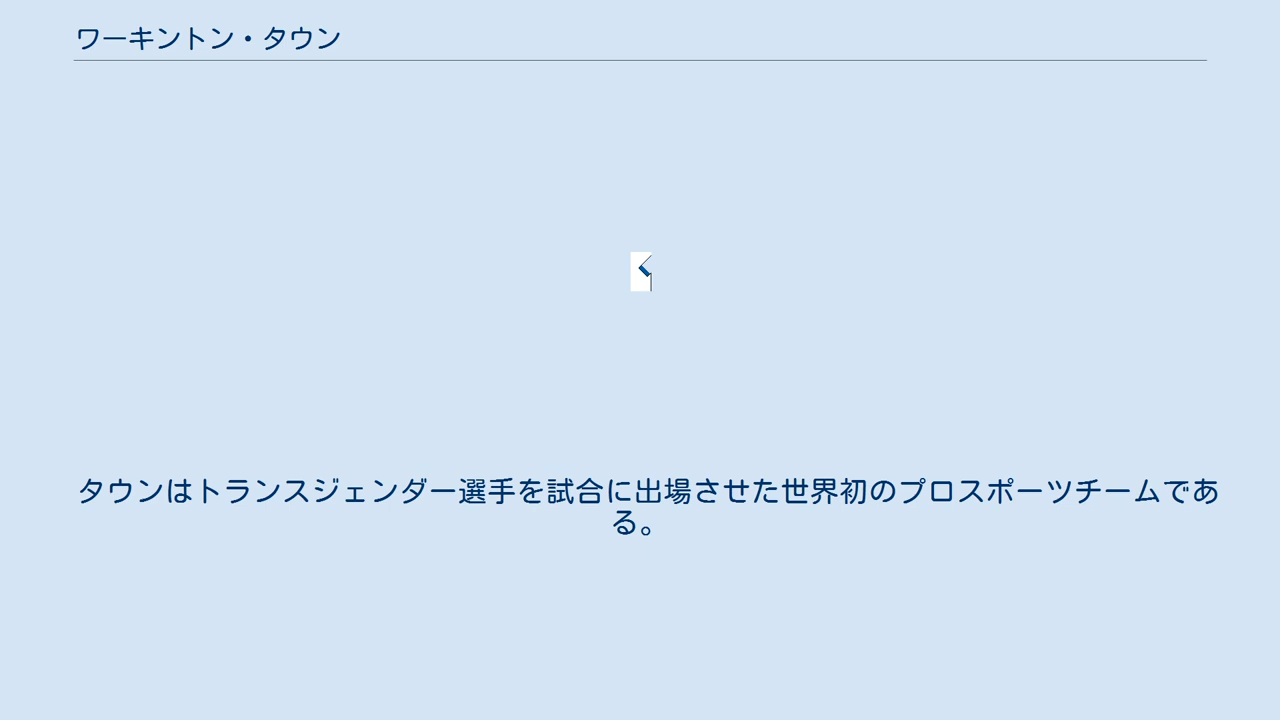 ワーキントン・タウン
タウンはトランスジェンダー選手を試合に出場させた世界初のプロスポーツチームであ
る。